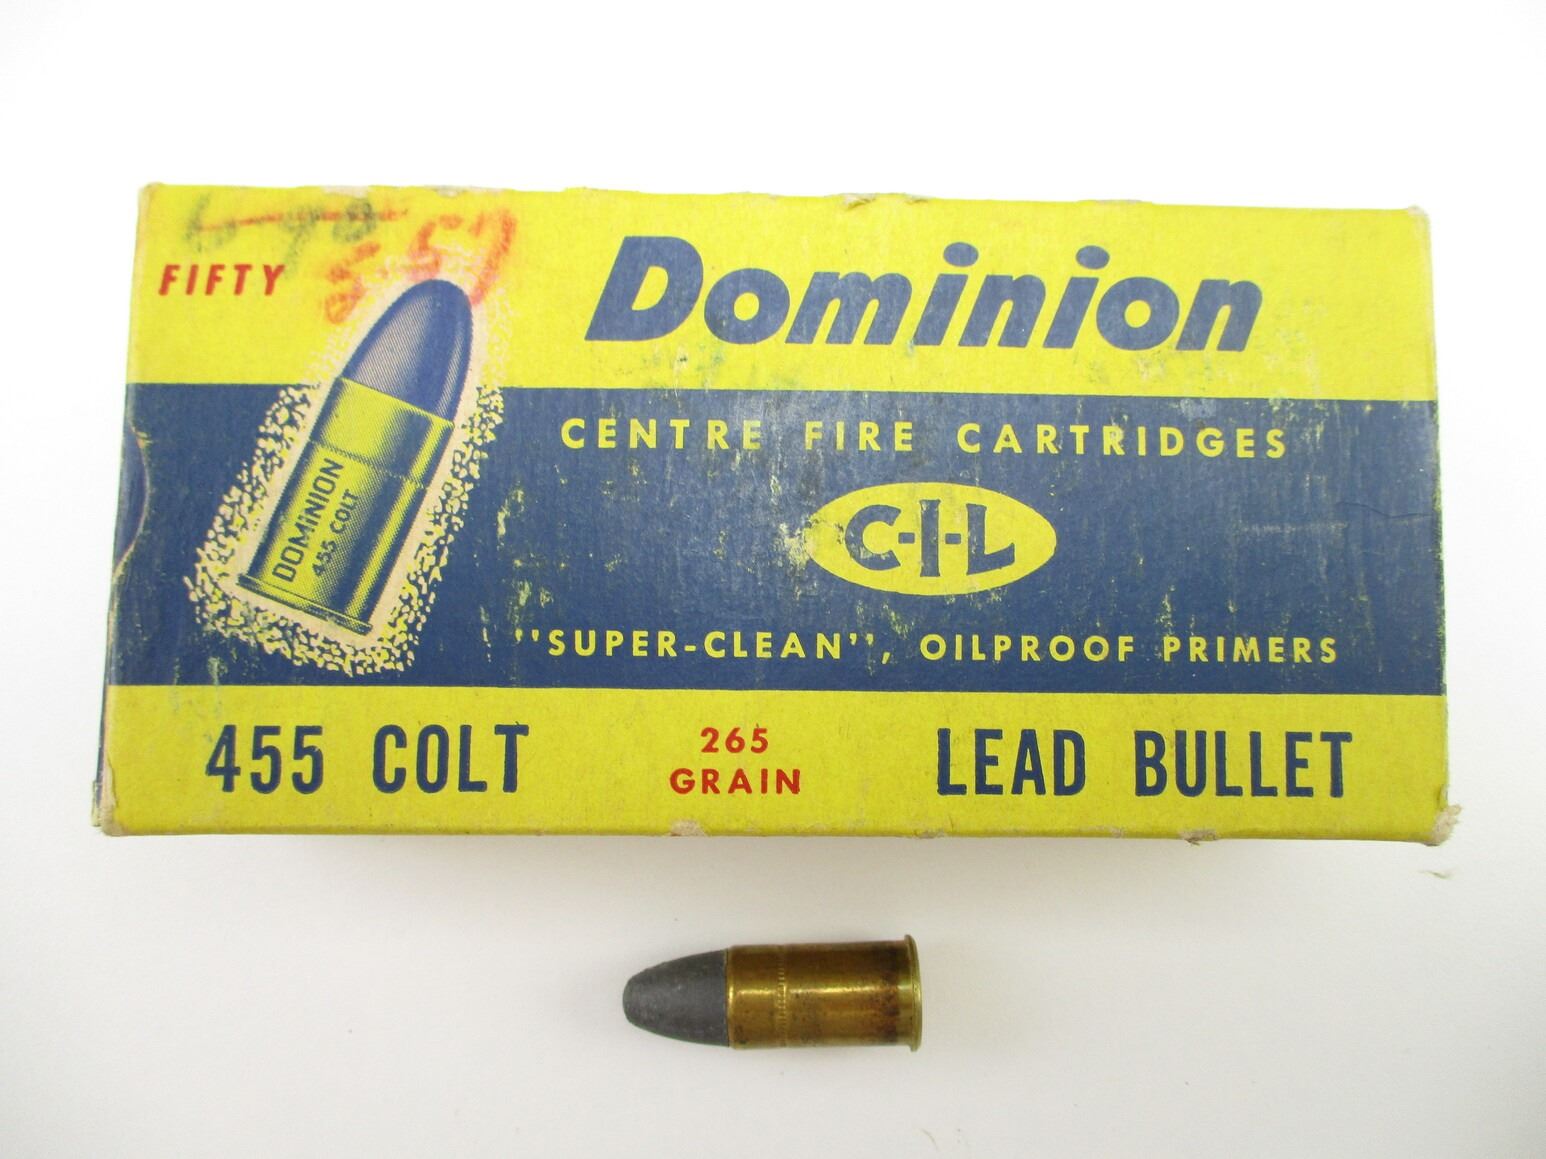 FIFTY
Dominion
CENTRE FIRE CARTRIDGES
DOMINION
455 COLT
C-I-L
"SUPER-CLEAN", OILPROOF PRIMERS
455 COLT
265
GRAIN
LEAD BULLET